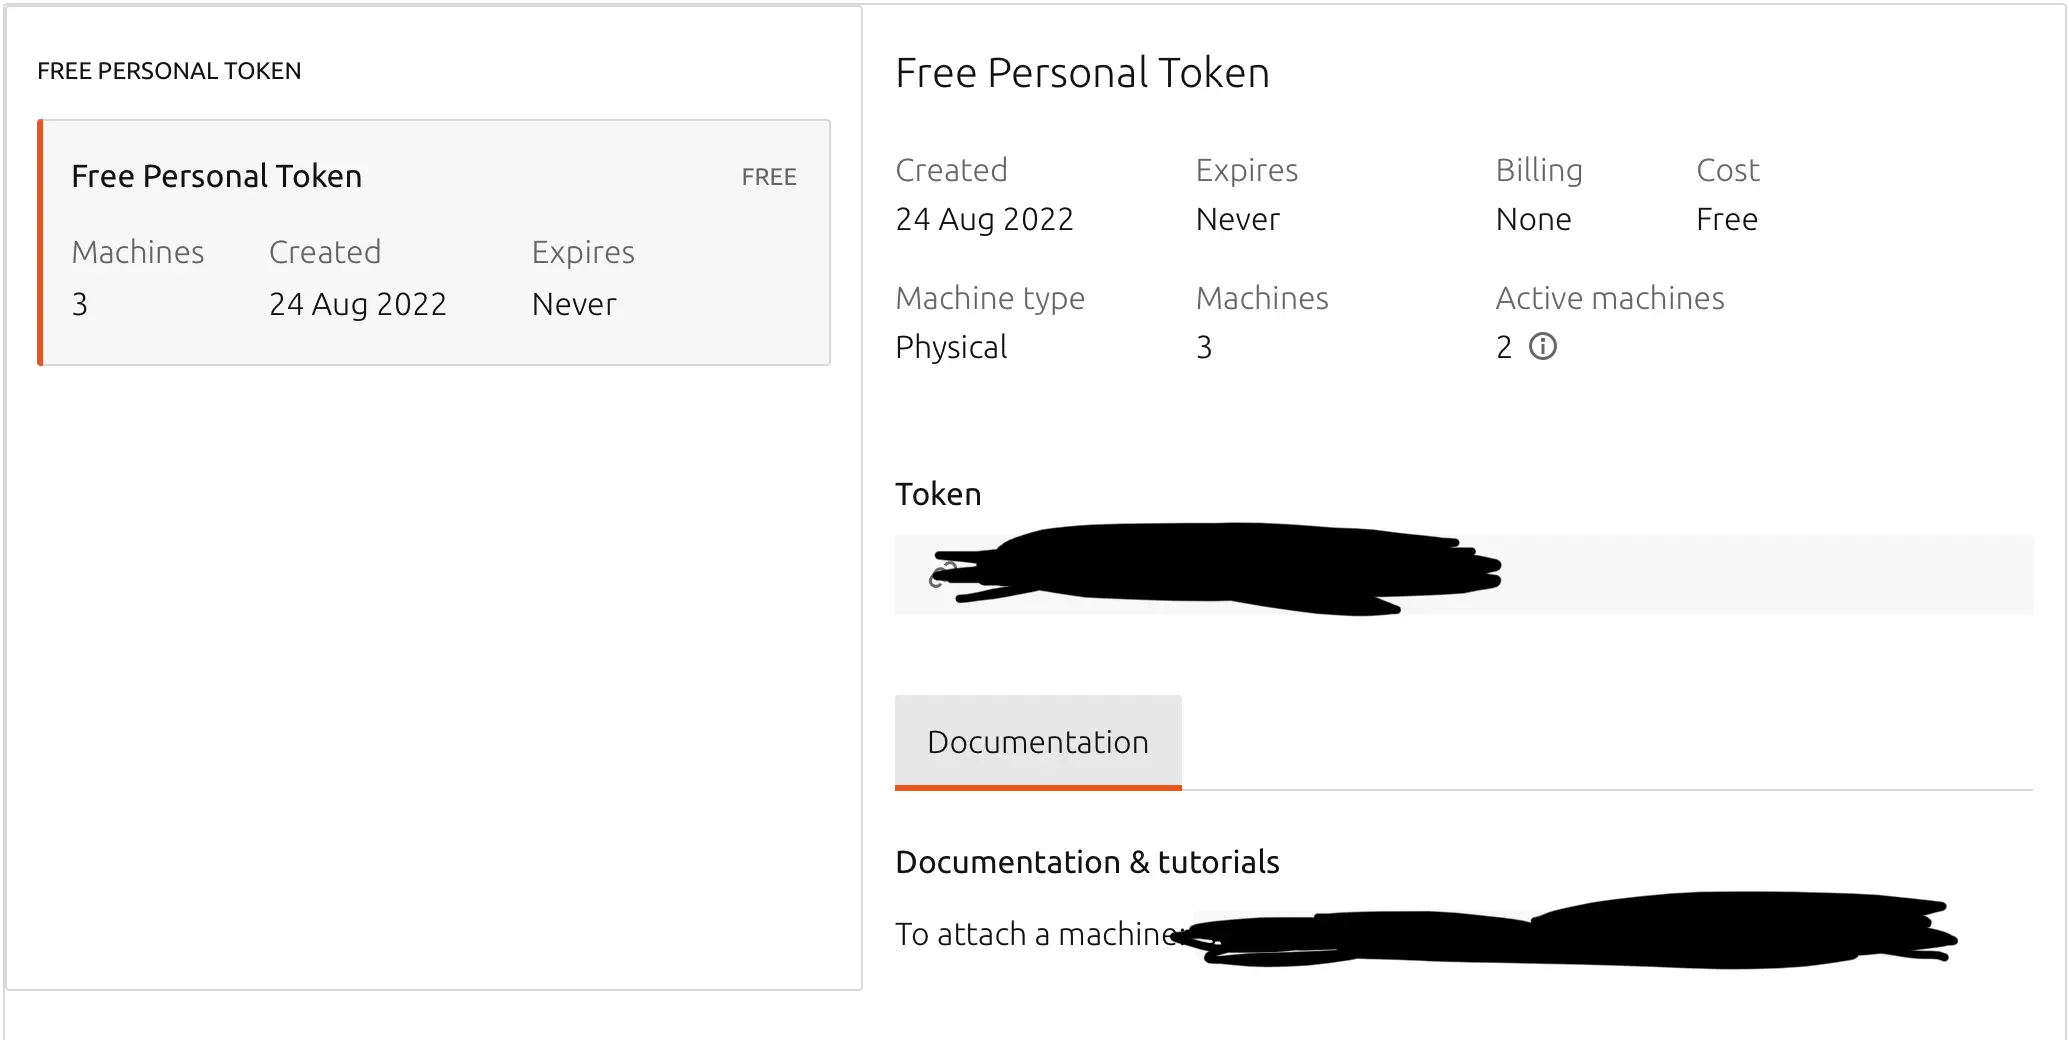 FREE PERSONAL TOKEN
Free Personal Token FREE
Machines Created Expires
3 24 Aug 2022 Never
Free Personal Token
Created Expires Billing Cost
24 Aug 2022 Never None Free
Machine type Machines Active machines
Physical 3 2
Token
Documentation
Documentation & tutorials
To attach a machine: